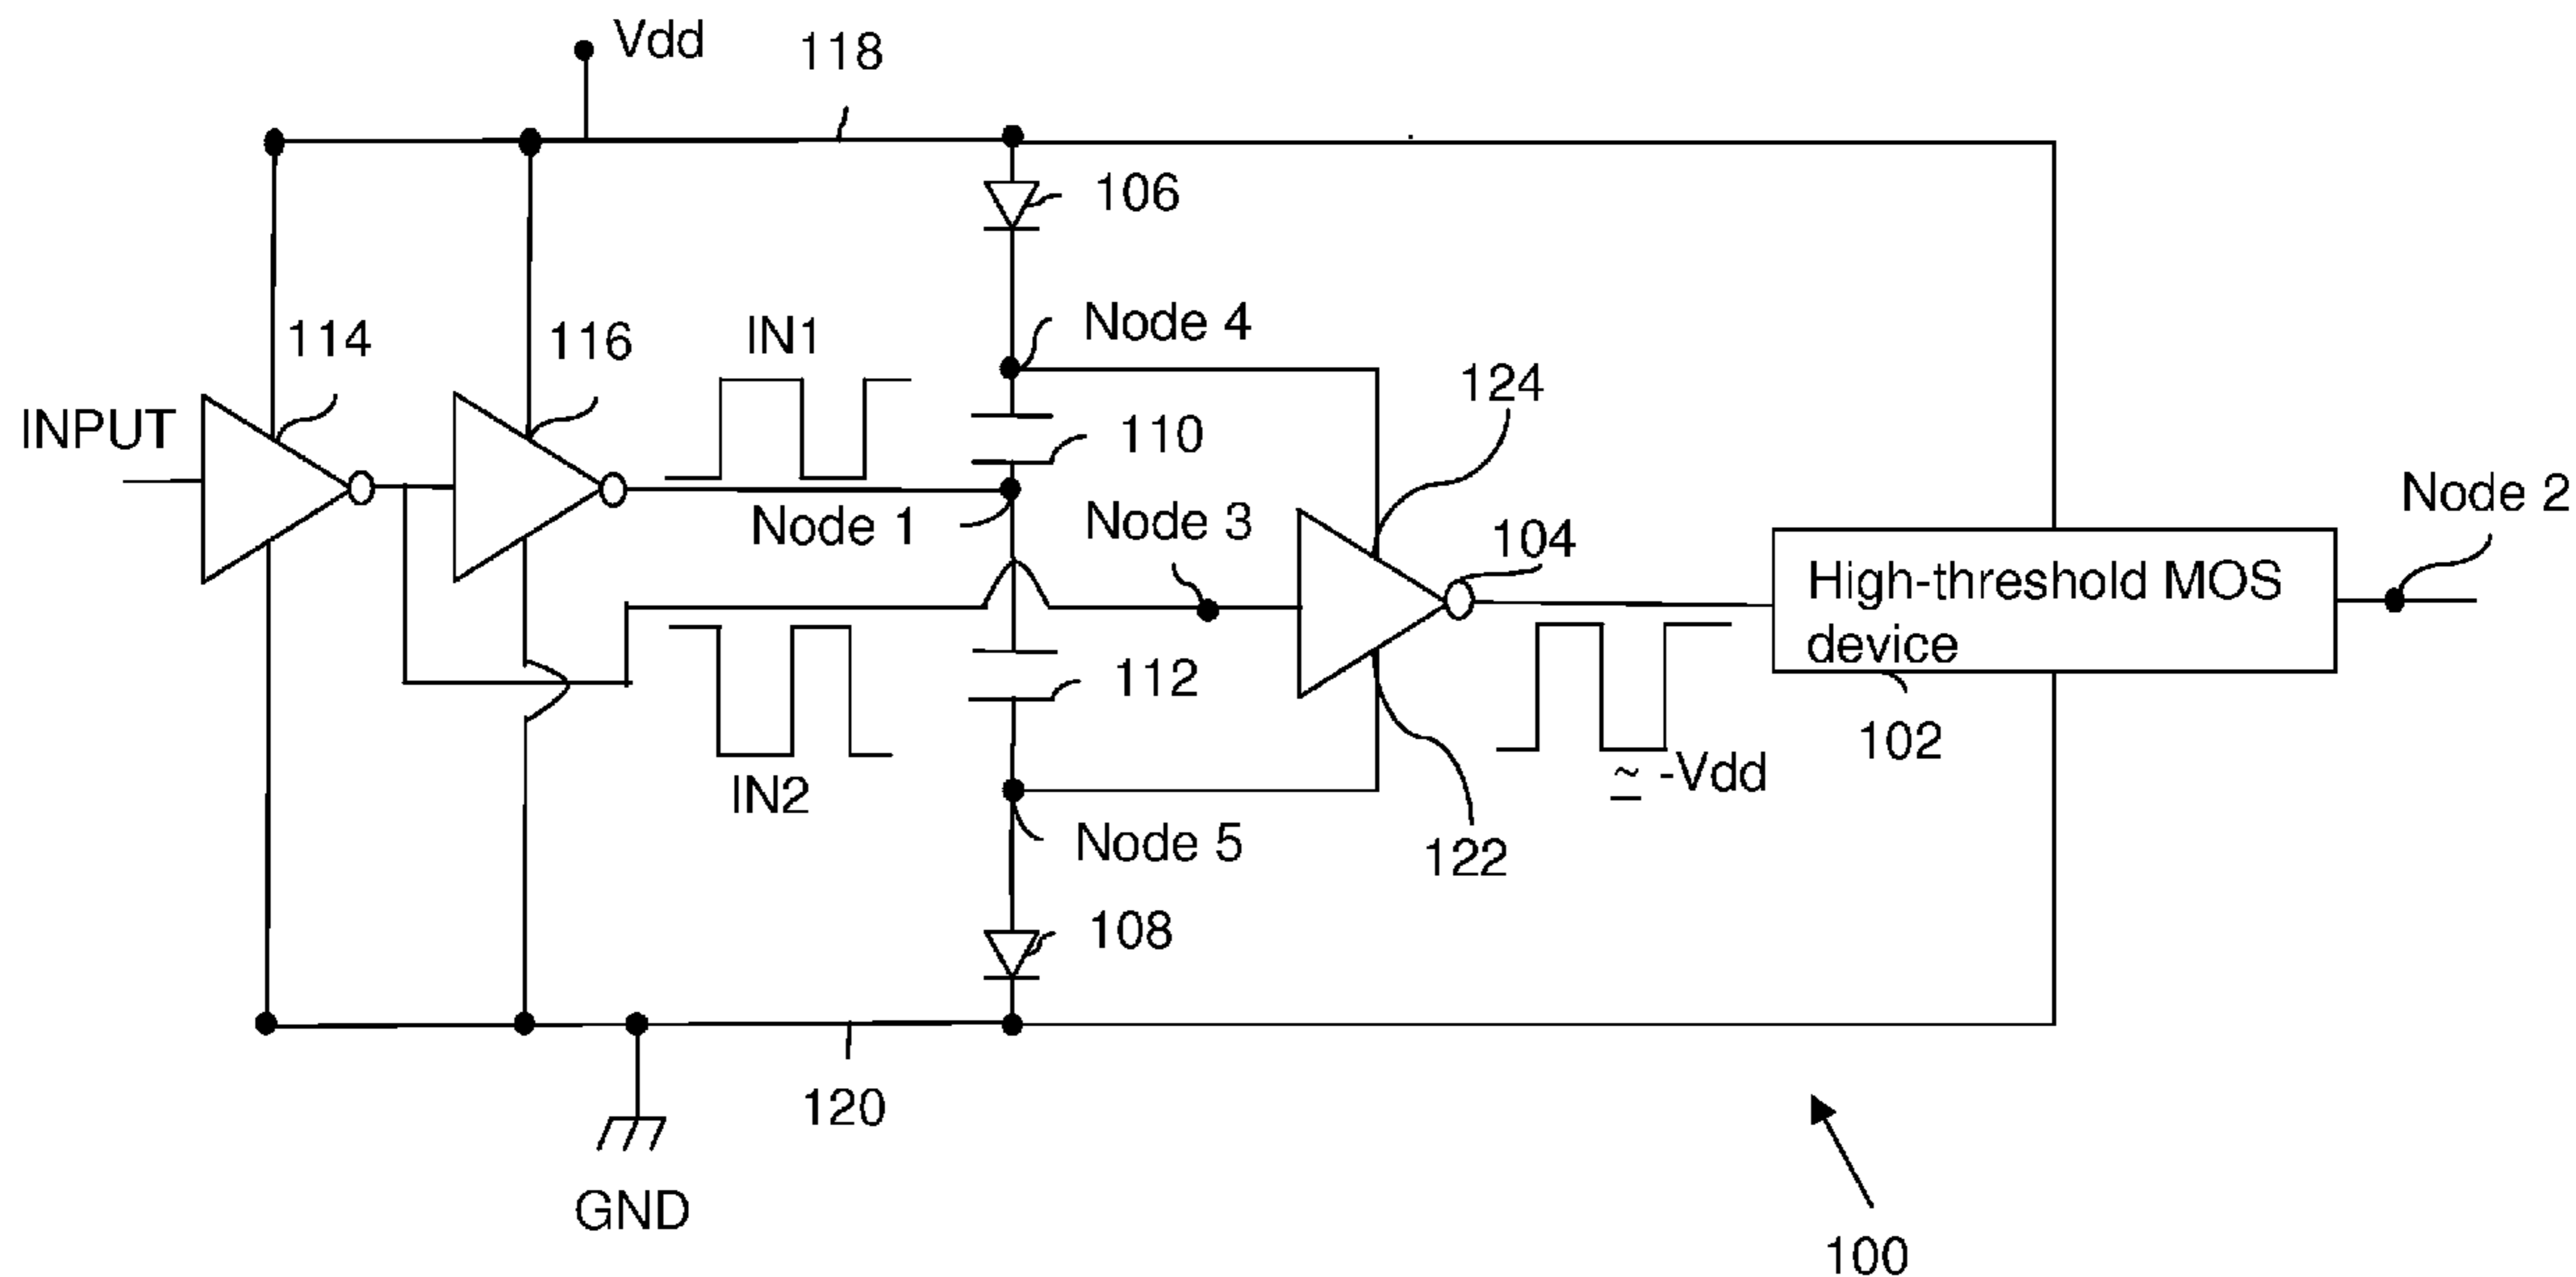 Vdd
118
106
114
116
IN1
Node 4
124
INPUT
110
Node 1
Node 3
104
Node 2
High-threshold MOS
device
112
102
IN2
≃ -Vdd
Node 5
122
108
120
GND
100